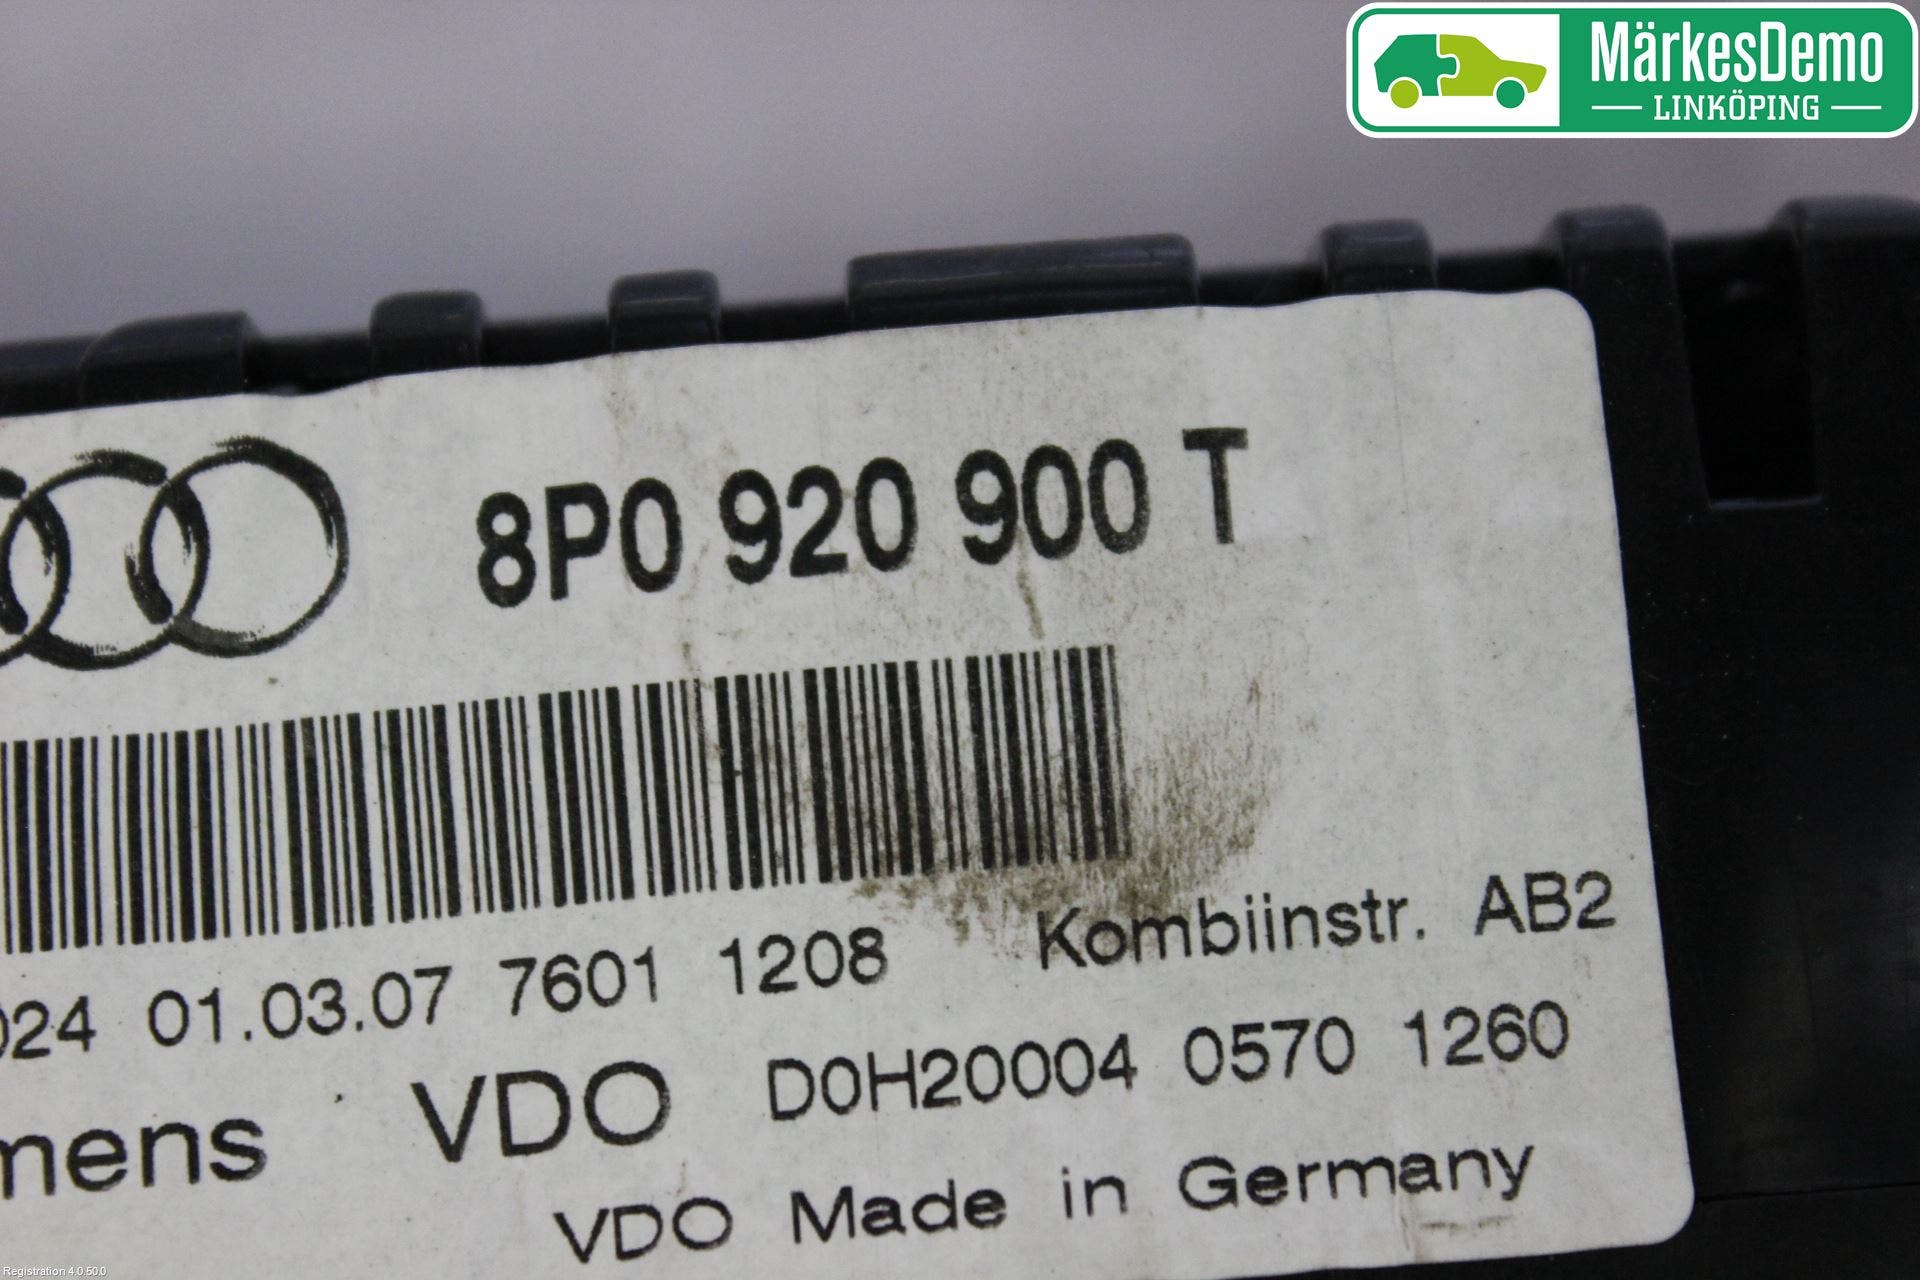 MärkesDemo
LINKÖPING
8P0 920 900 T
024 01.03.07 7601 1208 Kombiinstr. AB2
mens VDO D0H20004 0570 1260
VDO Made in Germany
Registration 4.0.50.0